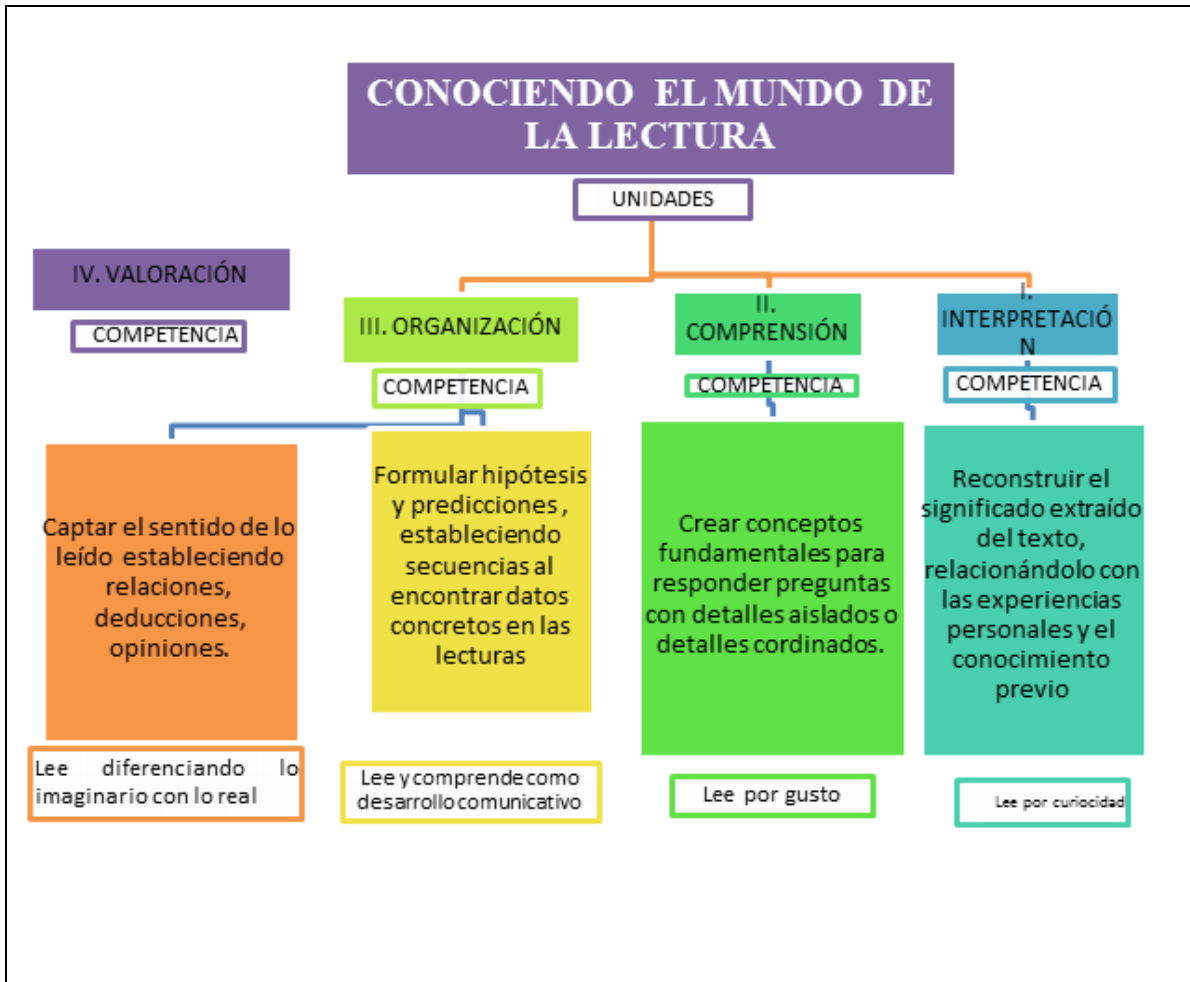 CONOCIENDO EL MUNDO DE
LA LECTURA
UNIDADES
IV. VALORACIÓN
COMPETENCIA
Captar el sentido de lo
leído estableciendo
relaciones,
deducciones,
opiniones.
Lee diferenciando lo
imaginario con lo real
III. ORGANIZACIÓN
COMPETENCIA
Formular hipótesis
y predicciones ,
estableciendo
secuencias al
encontrar datos
concretos en las
lecturas
Lee y comprende como
desarrollo comunicativo
II.
COMPRENSIÓN
COMPETENCIA
Crear conceptos
fundamentales para
responder preguntas
con detalles aislados o
detalles cordinados.
Lee por gusto
I.
INTERPRETACIÓ
N
COMPETENCIA
Reconstruir el
significado extraído
del texto,
relacionándolo con
las experiencias
personales y el
conocimiento
previo
Lee por curiocidad